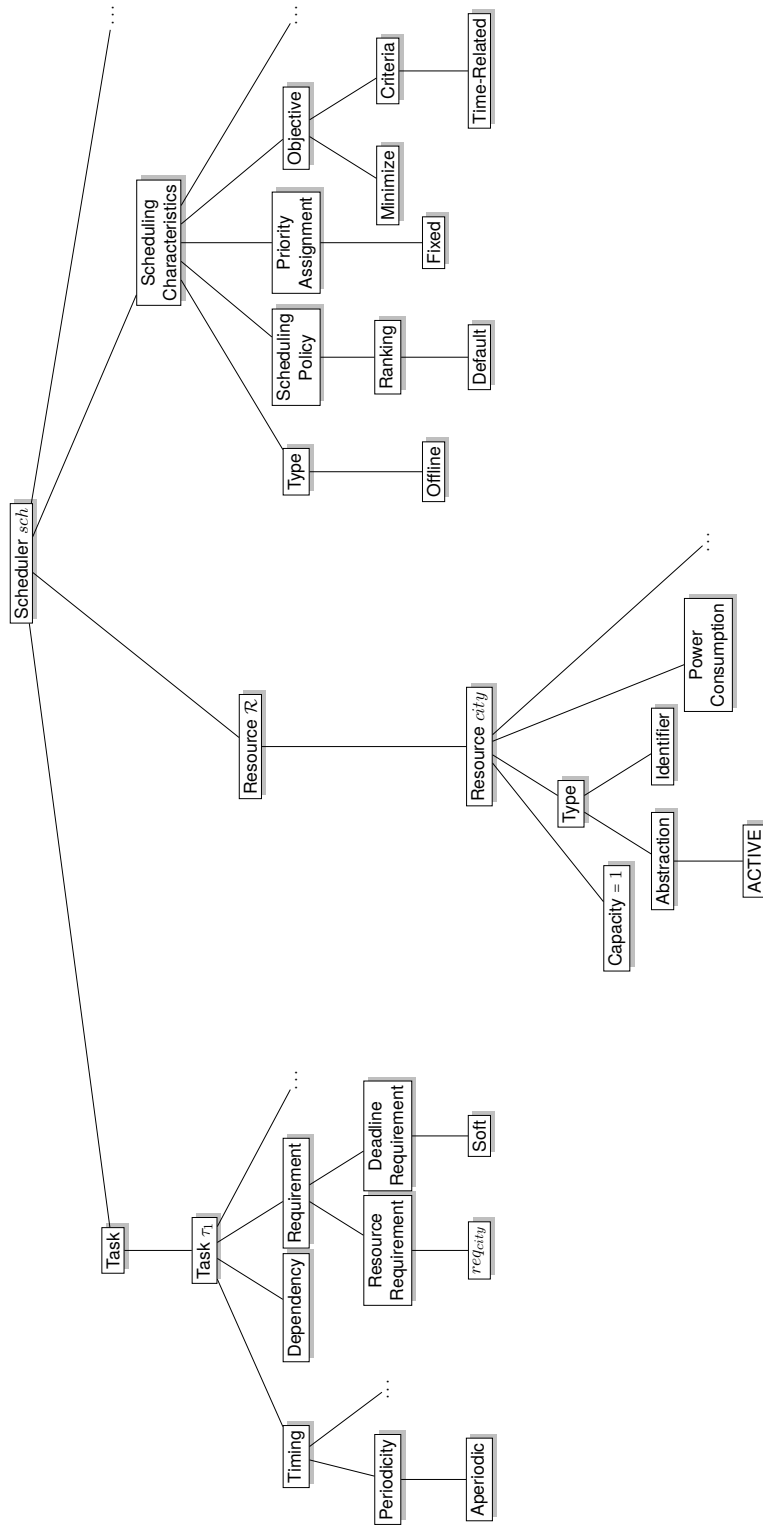 Scheduler sch
Task
...
Task τ₁
Scheduling
Characteristics
Resource ℛ
Timing
Dependency
Requirement
...
Type
Scheduling
Policy
Priority
Assignment
Objective
...
Periodicity
...
Resource
Requirement
Deadline
Requirement
Ranking
Minimize
Criteria
Offline
Fixed
Aperiodic
req_city
Soft
Resource city
Default
Time-Related
Type
Capacity = 1
Abstraction
Identifier
Power
Consumption
...
ACTIVE